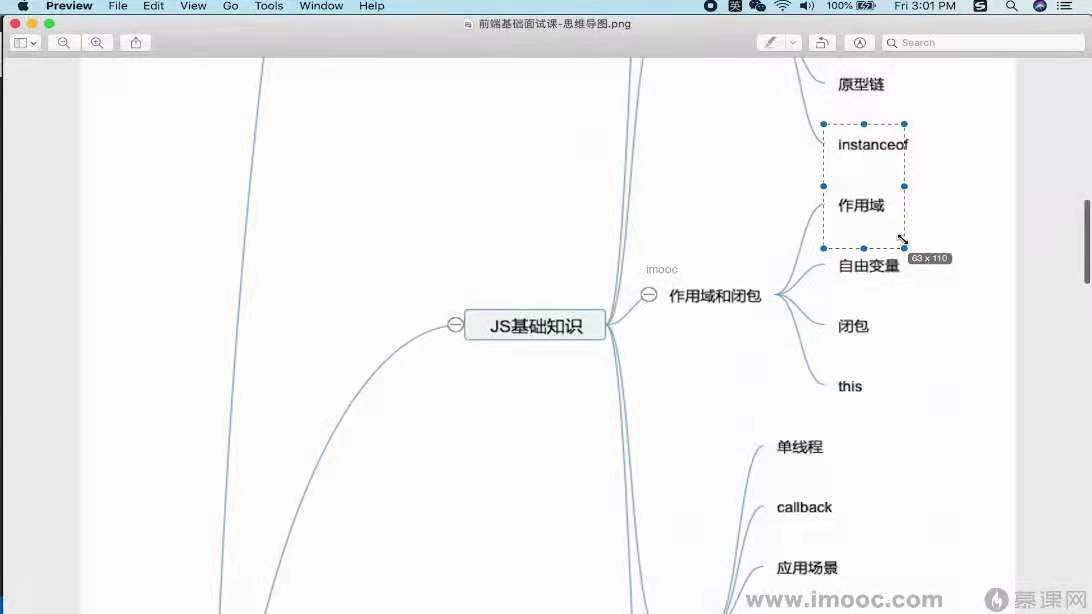 Preview File Edit View Go Tools Window Help 英 100% Fri 3:01 PM S
前端基础面试课-思维导图.png
Search
原型链
instanceof
作用域
63 x 110
自由变量
imooc
作用域和闭包
JS基础知识
闭包
this
单线程
callback
应用场景
www.imooc.com 慕课网